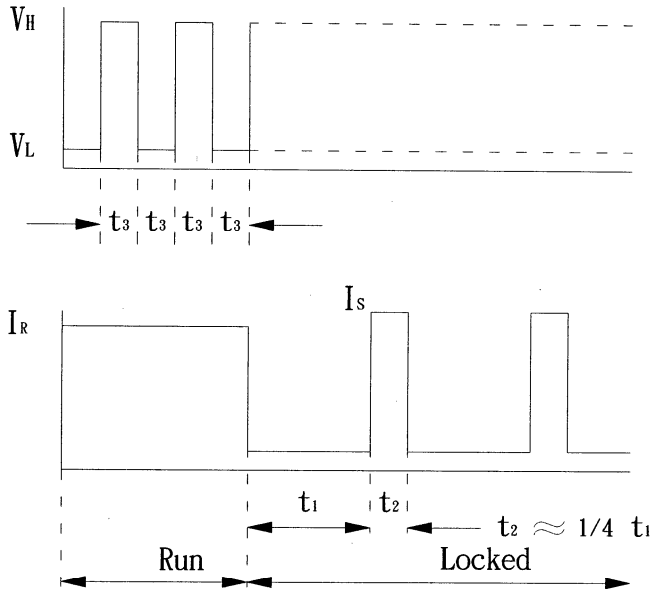 VH
VL
t3 t3 t3 t3
IR
IS
t1 t2 t2 ≈ 1/4 t1
Run Locked